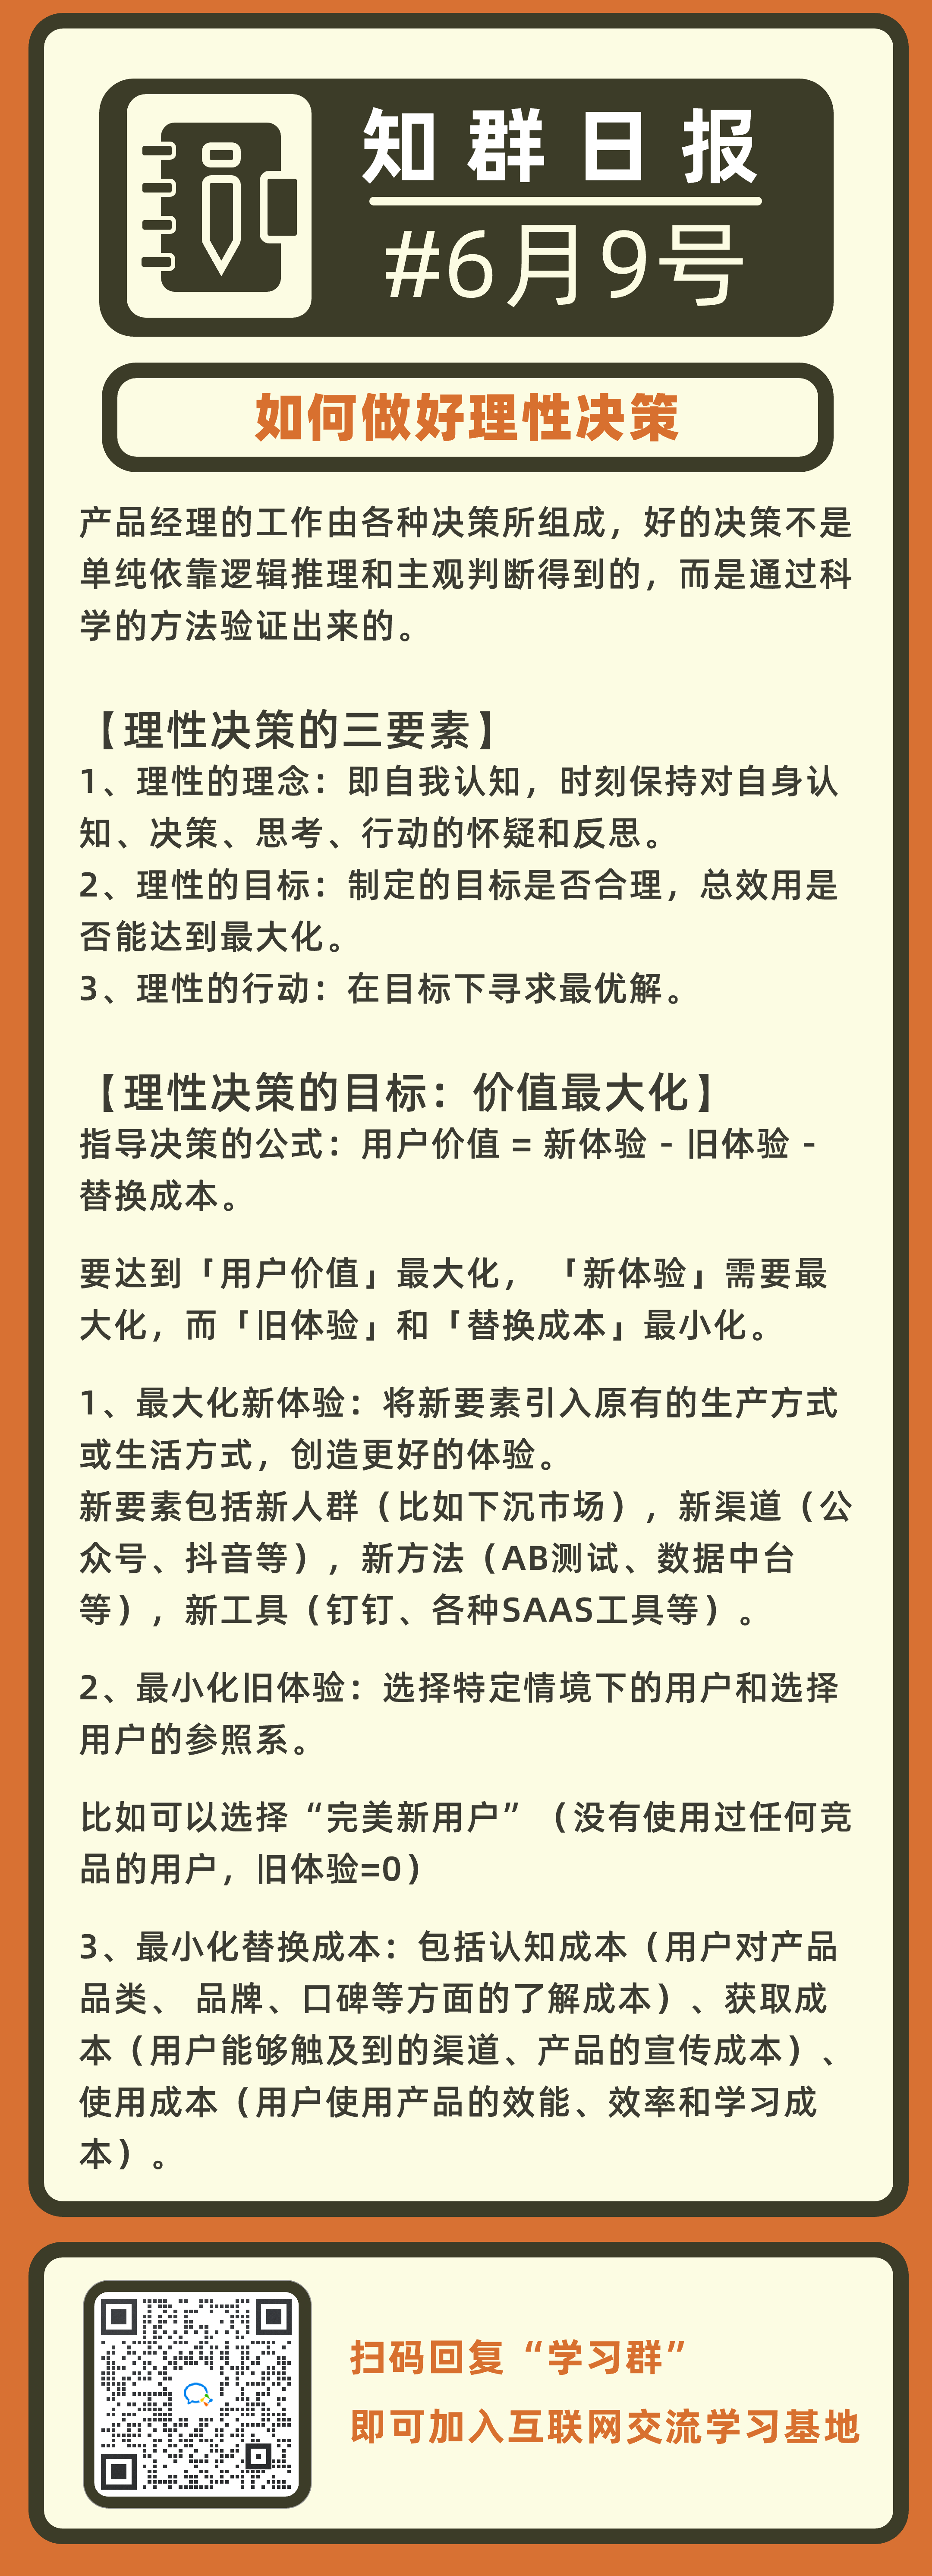 知群日报
#6月9号
如何做好理性决策
产品经理的工作由各种决策所组成，好的决策不是
单纯依靠逻辑推理和主观判断得到的，而是通过科
学的方法验证出来的。
【理性决策的三要素】
1、理性的理念：即自我认知，时刻保持对自身认
知、决策、思考、行动的怀疑和反思。
2、理性的目标：制定的目标是否合理，总效用是
否能达到最大化。
3、理性的行动：在目标下寻求最优解。
【理性决策的目标：价值最大化】
指导决策的公式：用户价值 = 新体验 - 旧体验 -
替换成本。
要达到「用户价值」最大化，「新体验」需要最
大化，而「旧体验」和「替换成本」最小化。
1、最大化新体验：将新要素引入原有的生产方式
或生活方式，创造更好的体验。
新要素包括新人群（比如下沉市场），新渠道（公
众号、抖音等），新方法（AB测试、数据中台
等），新工具（钉钉、各种SAAS工具等）。
2、最小化旧体验：选择特定情境下的用户和选择
用户的参照系。
比如可以选择“完美新用户”（没有使用过任何竞
品的用户，旧体验=0）
3、最小化替换成本：包括认知成本（用户对产品
品类、 品牌、口碑等方面的了解成本）、获取成
本（用户能够触及到的渠道、产品的宣传成本）、
使用成本（用户使用产品的效能、效率和学习成
本）。
扫码回复“学习群”
即可加入互联网交流学习基地